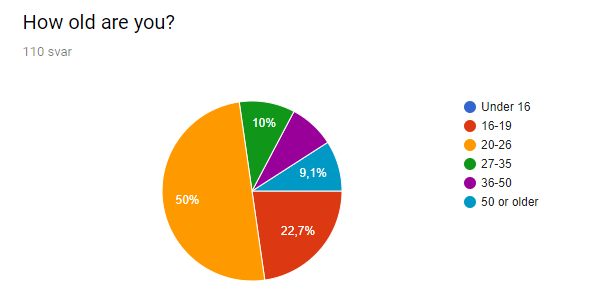 How old are you?
110 svar
Under 16
16-19
20-26
27-35
36-50
50 or older
10%
9,1%
50%
22,7%